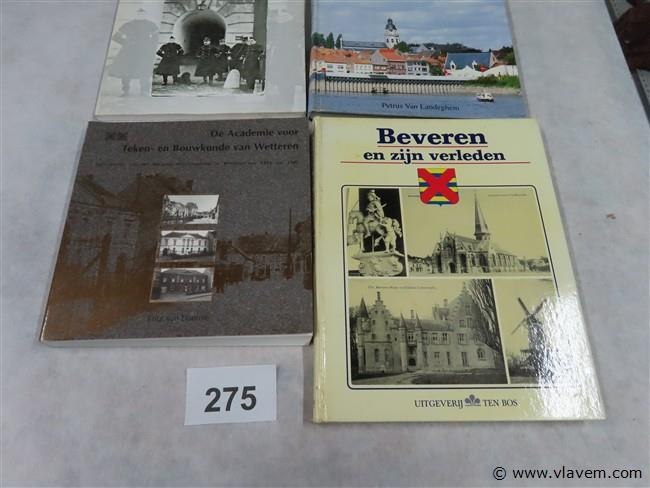 Petrus Van Landeghem
De Academie voor
Teken- en Bouwkunde van Wetteren
Beveren
en zijn verleden
UITGEVERIJ TEN BOS
275
© www.vlavem.com